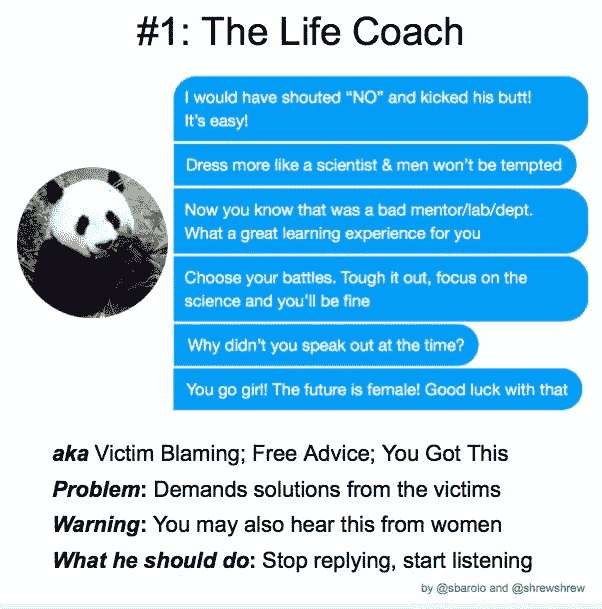 #1: The Life Coach
I would have shouted “NO” and kicked his butt!
It’s easy!
Dress more like a scientist & men won’t be tempted
Now you know that was a bad mentor/lab/dept.
What a great learning experience for you
Choose your battles. Tough it out, focus on the
science and you’ll be fine
Why didn’t you speak out at the time?
You go girl! The future is female! Good luck with that
aka Victim Blaming; Free Advice; You Got This
Problem: Demands solutions from the victims
Warning: You may also hear this from women
What he should do: Stop replying, start listening
by @sbarolo and @shrewshrew